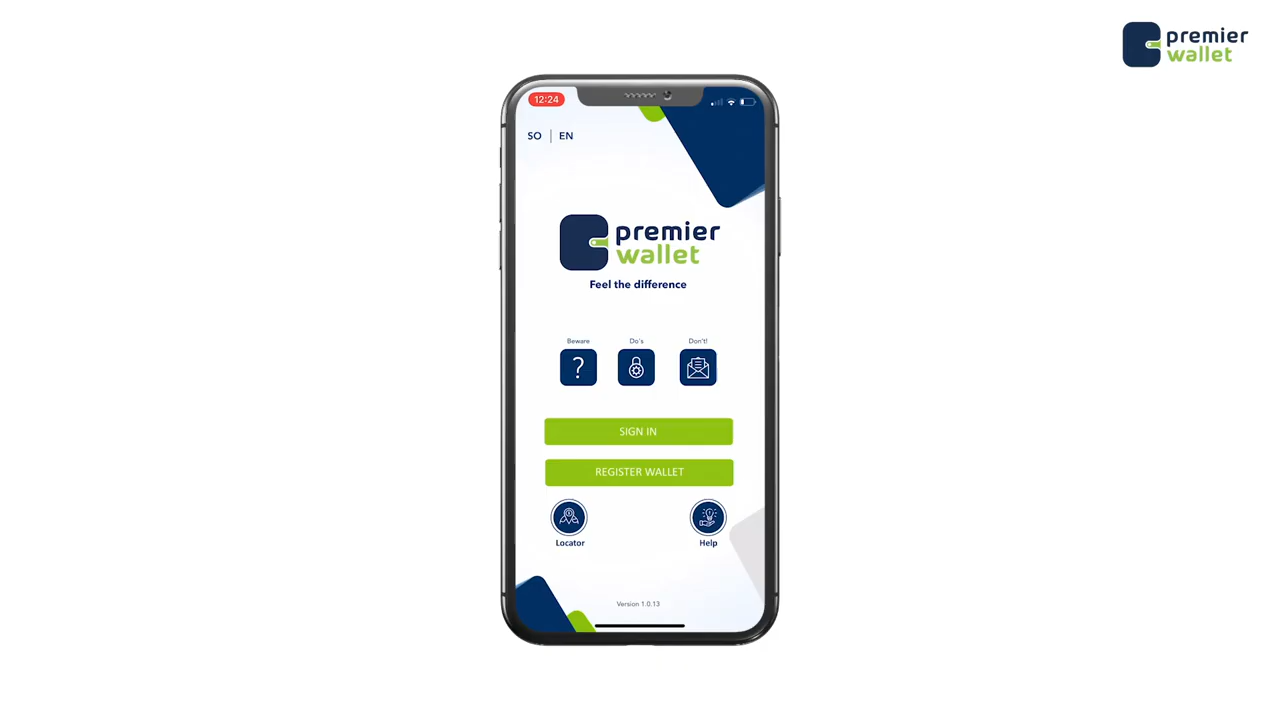 premier
wallet
12:24
SO | EN
premier
wallet
Feel the difference
Beware
Do's
Don't!
?
SIGN IN
REGISTER WALLET
Locator
Help
Version 1.0.13